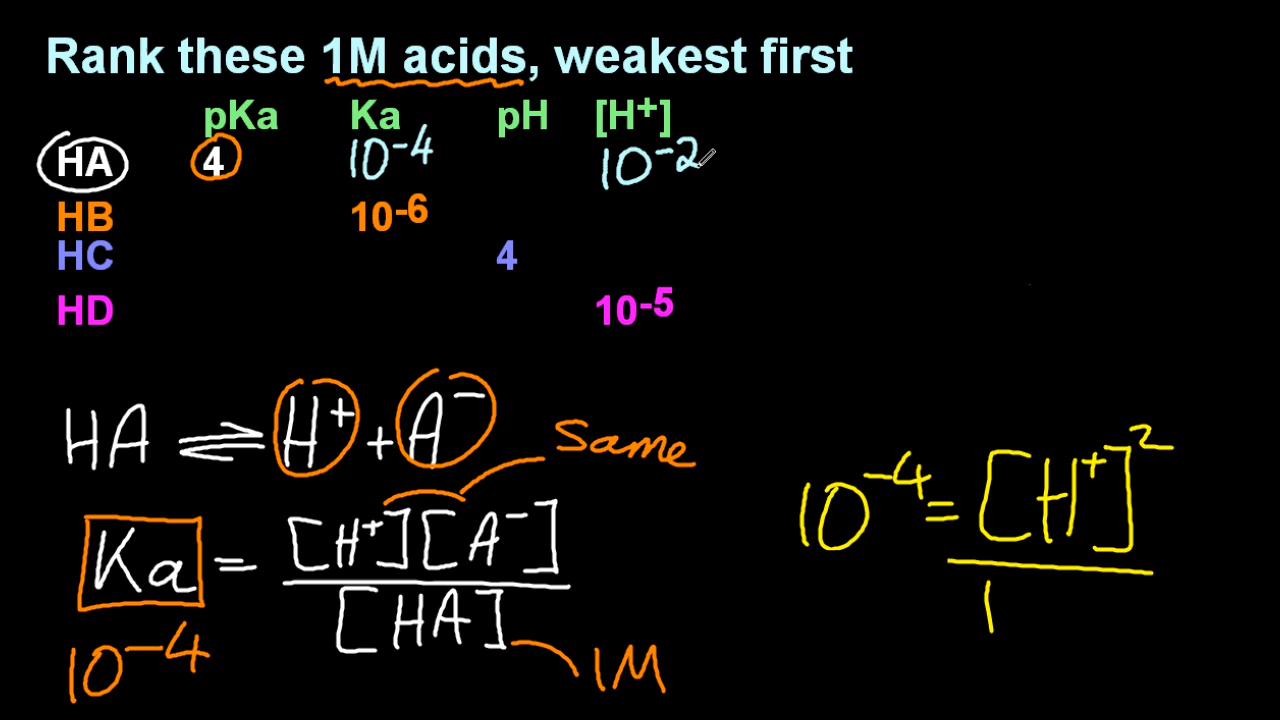 Rank these 1M acids, weakest first
pKa Ka pH [H+]
HA 4 10-4 10-2
HB 10-6
HC 4
HD 10-5
HA ⇌ H+ + A−
Same
Ka = [H+][A−] / [HA]
10−4
1M
10−4 = [H+]2 / 1